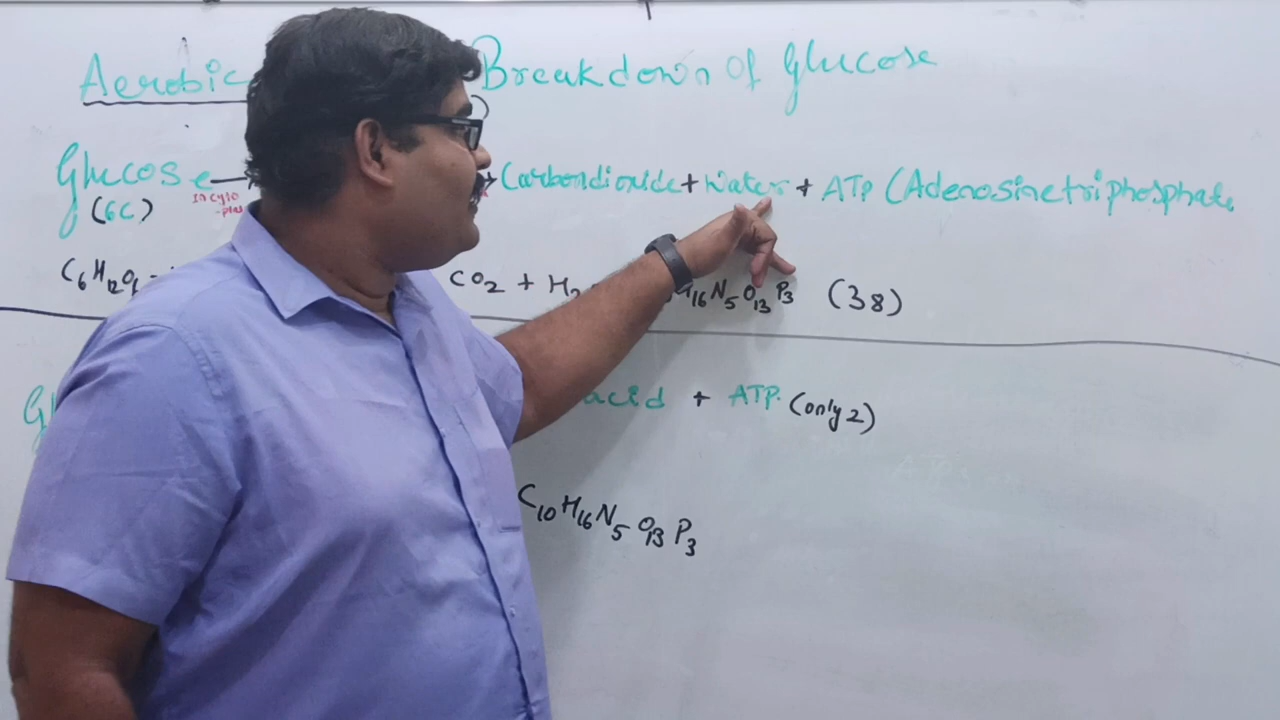 Aerobic Breakdown Of Glucose
Glucose Carbondioxide + Water + ATP (Adenosinetriphosphate
(6C) In cyto
-plas
C6H12O6 CO2 + H2 H16N5O13P3 (38)
Gl acid + ATP. (only 2)
C10H16N5O13P3